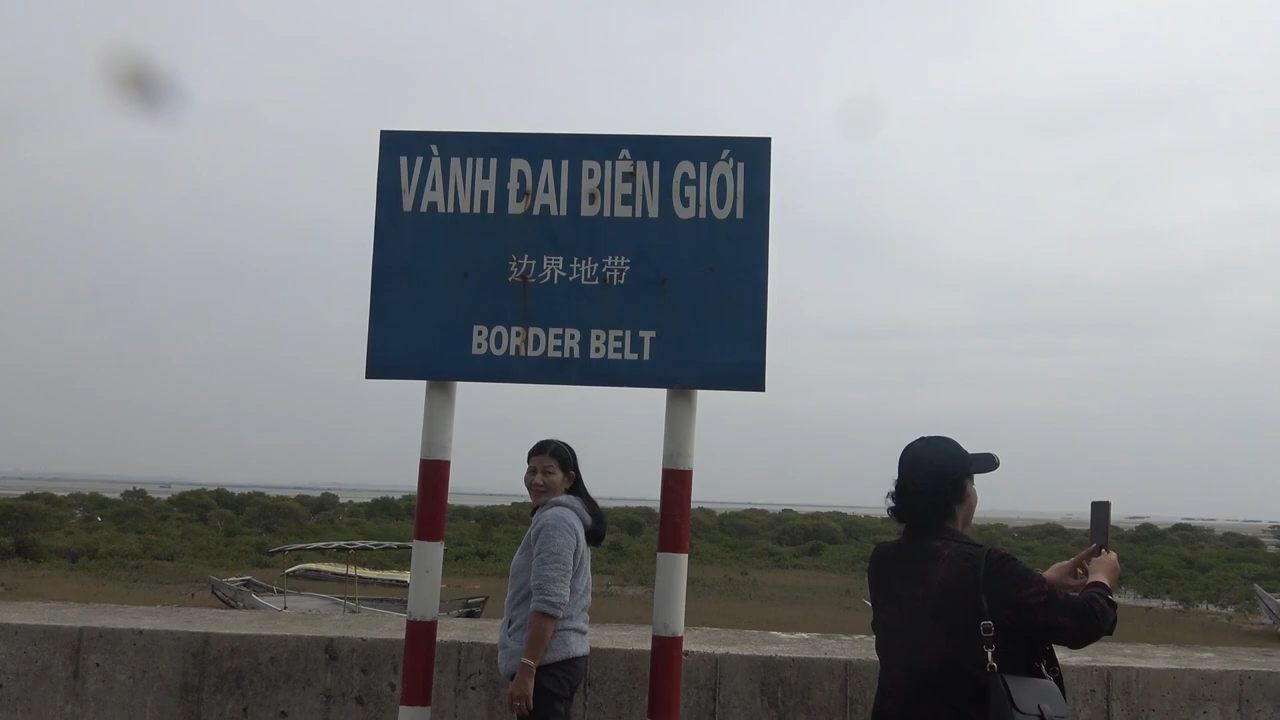 VÀNH ĐAI BIÊN GIỚI
边界地带
BORDER BELT